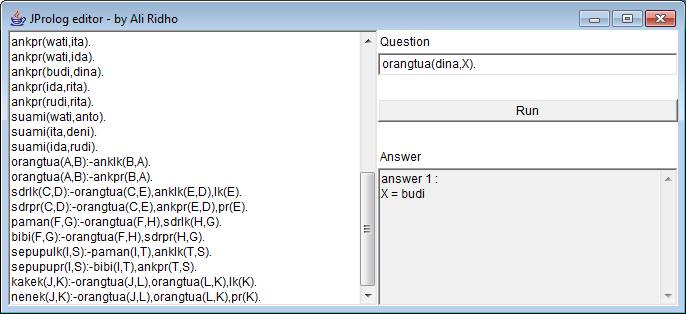 JProlog editor - by Ali Ridho
ankpr(wati,ita).
ankpr(wati,ida).
ankpr(budi,dina).
ankpr(ida,rita).
ankpr(rudi,rita).
suami(wati,anto).
suami(ita,deni).
suami(ida,rudi).
orangtua(A,B):-anklk(B,A).
orangtua(A,B):-ankpr(B,A).
sdrlk(C,D):-orangtua(C,E),anklk(E,D),lk(E).
sdrpr(C,D):-orangtua(C,E),ankpr(E,D),pr(E).
paman(F,G):-orangtua(F,H),sdrlk(H,G).
bibi(F,G):-orangtua(F,H),sdrpr(H,G).
sepupulk(I,S):-paman(I,T),anklk(T,S).
sepupupr(I,S):-bibi(I,T),ankpr(T,S).
kakek(J,K):-orangtua(J,L),orangtua(L,K),lk(K).
nenek(J,K):-orangtua(J,L),orangtua(L,K),pr(K).
Question
orangtua(dina,X).
Run
Answer
answer 1 :
X = budi